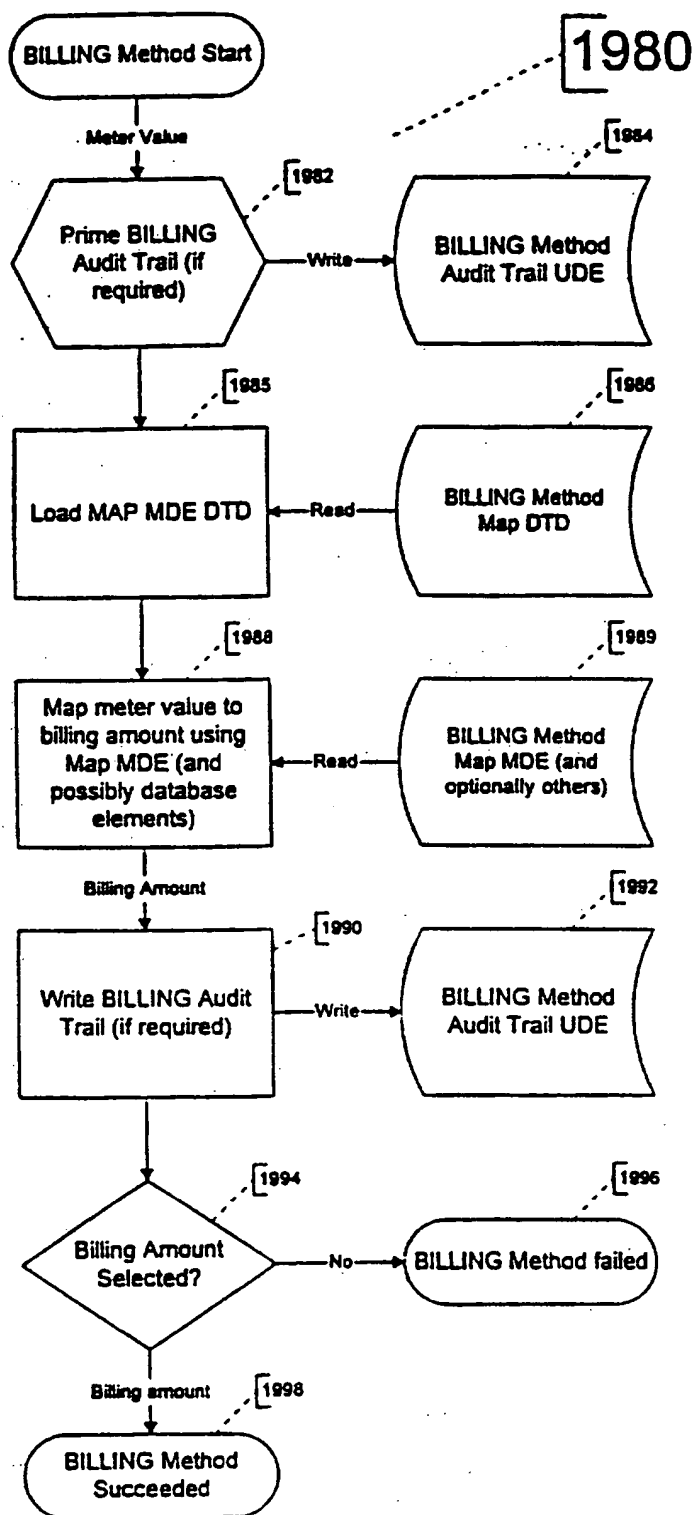 BILLING Method Start
1980
Meter Value
1982
1984
Prime BILLING
Audit Trail (if
required)
Write
BILLING Method
Audit Trail UDE
1985
1986
Load MAP MDE DTD
Read
BILLING Method
Map DTD
1988
1989
Map meter value to
billing amount using
Map MDE (and
possibly database
elements)
Read
BILLING Method
Map MDE (and
optionally others)
Billing Amount
1990
1992
Write BILLING Audit
Trail (if required)
Write
BILLING Method
Audit Trail UDE
1994
1996
Billing Amount
Selected?
No
BILLING Method failed
Billing amount
1998
BILLING Method
Succeeded